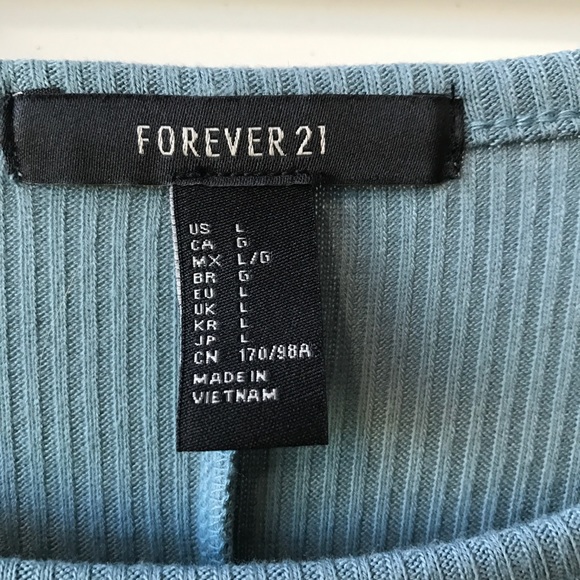 FOREVER 21
US L
CA G
MX L/G
BR G
EU L
UK L
KR L
JP L
CN 170/98A
MADE IN
VIETNAM